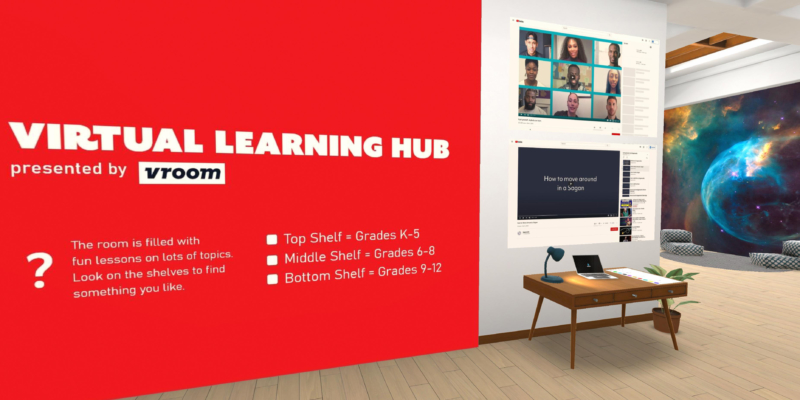 VIRTUAL LEARNING HUB
presented by vroom
?
The room is filled with
fun lessons on lots of topics.
Look on the shelves to find
something you like.
Top Shelf = Grades K-5
Middle Shelf = Grades 6-8
Bottom Shelf = Grades 9-12
How to move around
in a Sagan